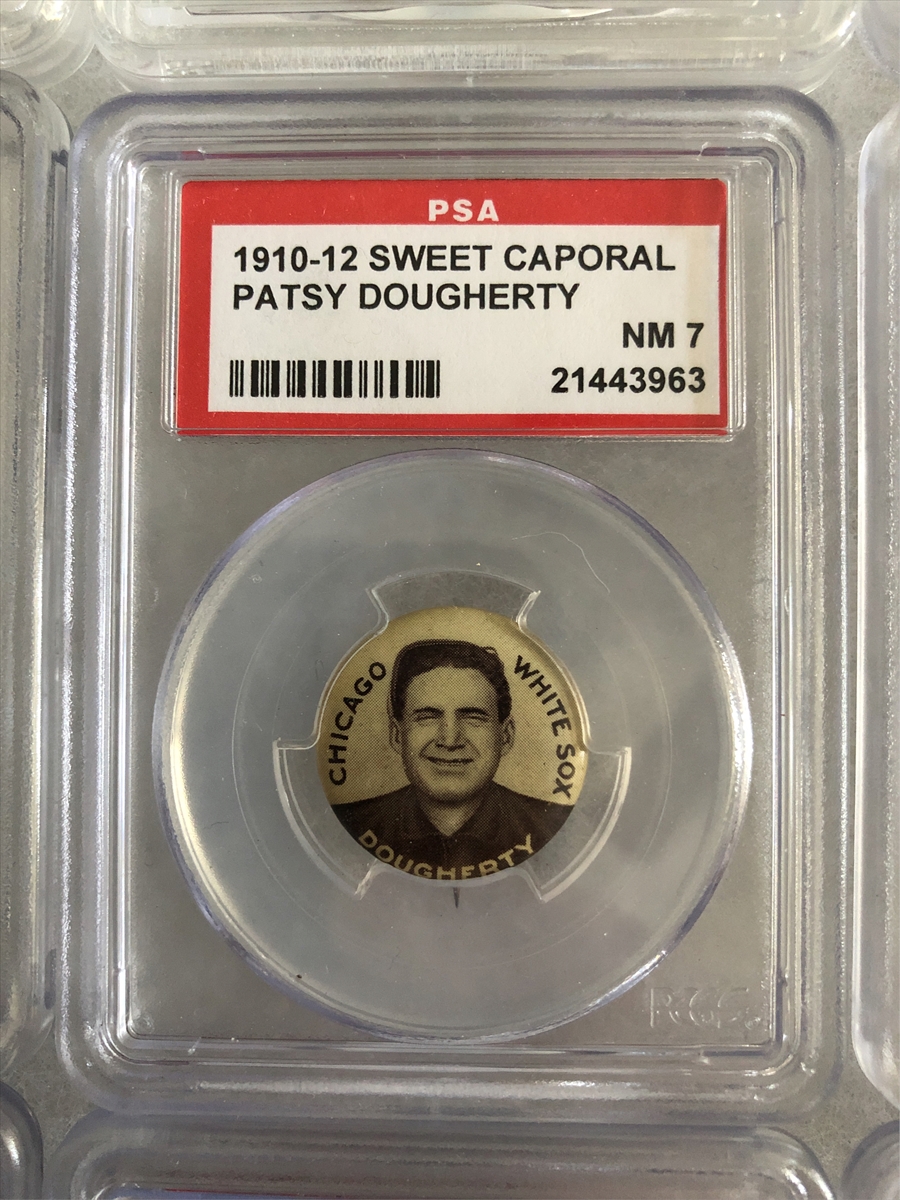 PSA
1910-12 SWEET CAPORAL
PATSY DOUGHERTY
NM 7
21443963
CHICAGO
WHITE SOX
DOUGHERTY